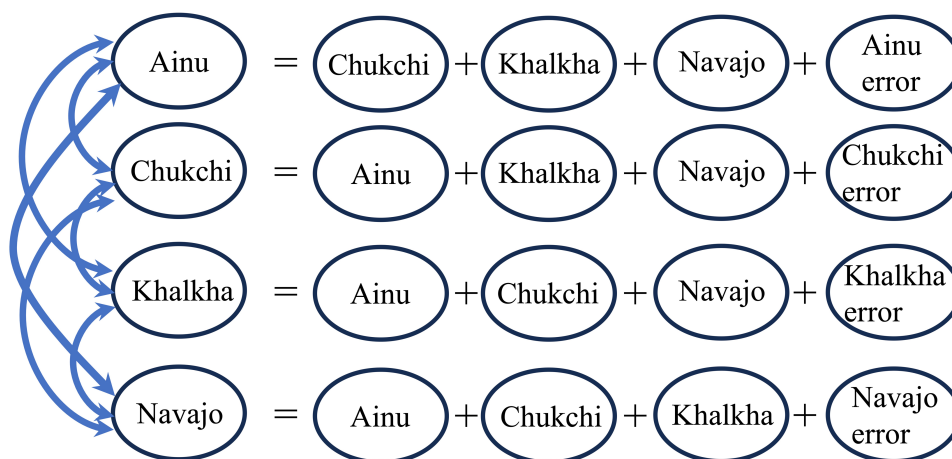 Ainu = Chukchi + Khalkha + Navajo + Ainu error
Chukchi = Ainu + Khalkha + Navajo + Chukchi error
Khalkha = Ainu + Chukchi + Navajo + Khalkha error
Navajo = Ainu + Chukchi + Khalkha + Navajo error